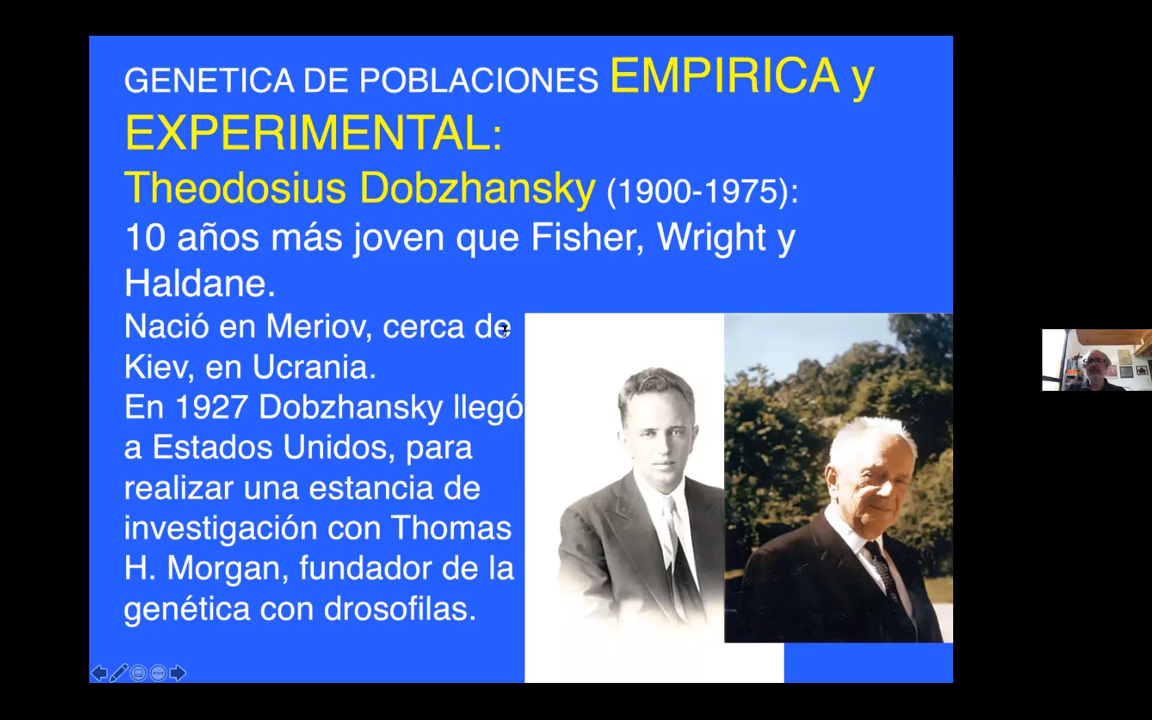 GENETICA DE POBLACIONES EMPIRICA y
EXPERIMENTAL:
Theodosius Dobzhansky (1900-1975):
10 años más joven que Fisher, Wright y
Haldane.
Nació en Meriov, cerca de
Kiev, en Ucrania.
En 1927 Dobzhansky llegó
a Estados Unidos, para
realizar una estancia de
investigación con Thomas
H. Morgan, fundador de la
genética con drosofilas.